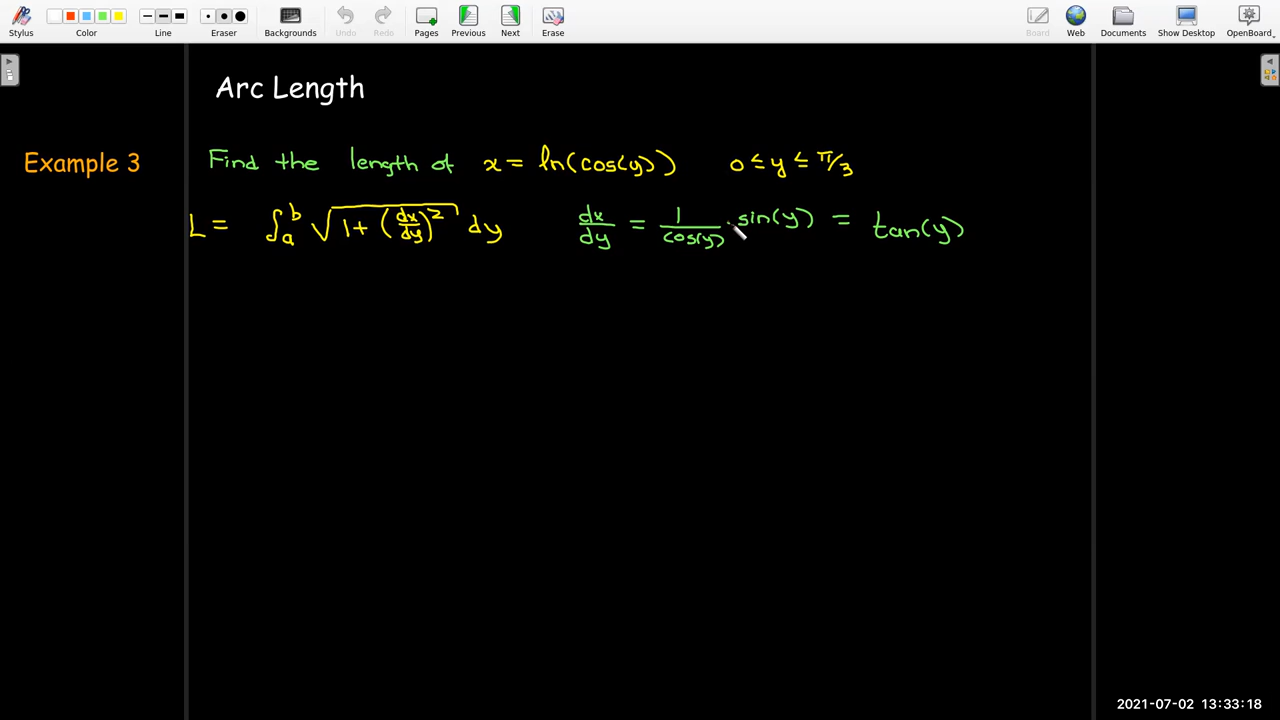 Stylus Color Line Eraser Backgrounds Undo Redo Pages Previous Next Erase Board Web Documents Show Desktop OpenBoard
Arc Length
Example 3 Find the length of x = ln(cos(y)) 0 ≤ y ≤ π/3
L = ∫_a^b √(1+(dx/dy)^2) dy dx/dy = 1/cos(y) · sin(y) = tan(y)
2021-07-02 13:33:18